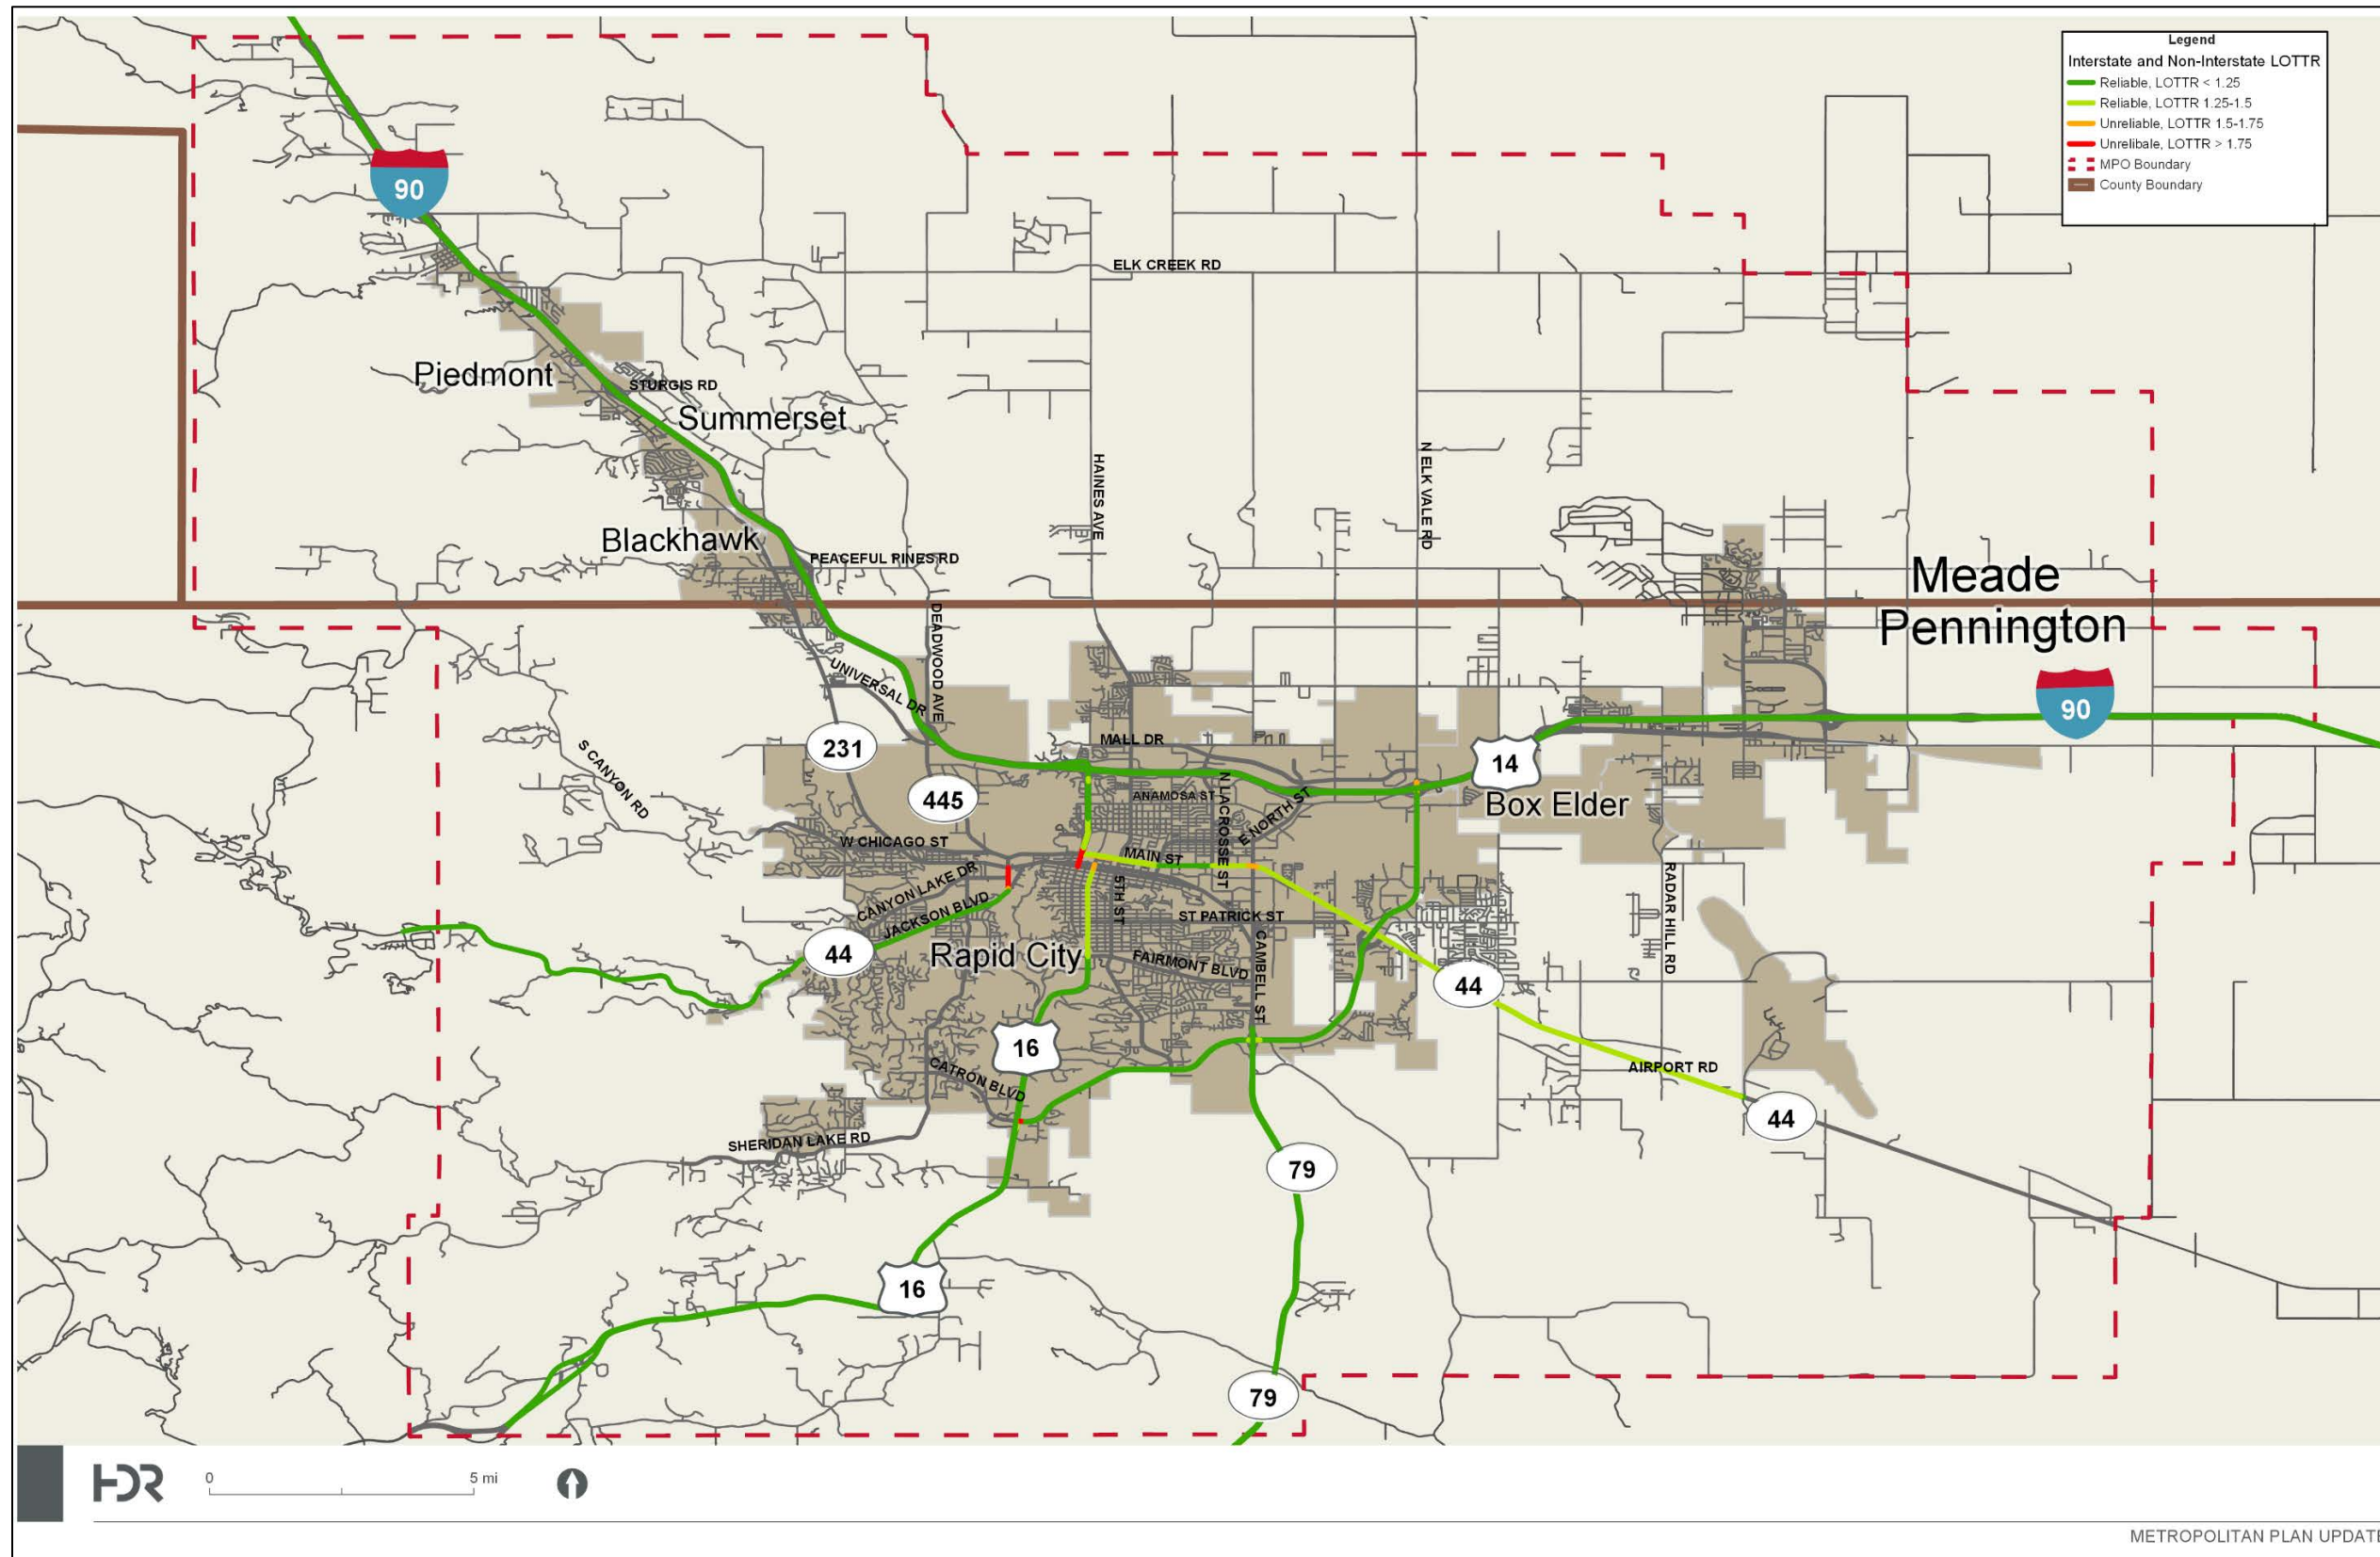 Legend
Interstate and Non-Interstate LOTTR
Reliable, LOTTR < 1.25
Reliable, LOTTR 1.25-1.5
Unreliable, LOTTR 1.5-1.75
Unrelibale, LOTTR > 1.75
MPO Boundary
County Boundary
90
ELK CREEK RD
Piedmont
STURGIS RD
Summerset
HAINES AVE
N ELK VALE RD
Blackhawk
PEACEFUL PINES RD
Meade
Pennington
DEADWOOD AVE
UNIVERSAL DR
90
231
MALL DR
14
S CANYON RD
445
ANAMOSA ST
N LACROSSE ST
E NORTH ST
Box Elder
W CHICAGO ST
MAIN ST
CANYON LAKE DR
JACKSON BLVD
5TH ST
ST PATRICK ST
RADAR HILL RD
44
Rapid City
FAIRMONT BLVD
CAMBELL ST
44
16
CATRON BLVD
AIRPORT RD
44
SHERIDAN LAKE RD
79
16
79
HDR
0
5 mi
METROPOLITAN PLAN UPDATE